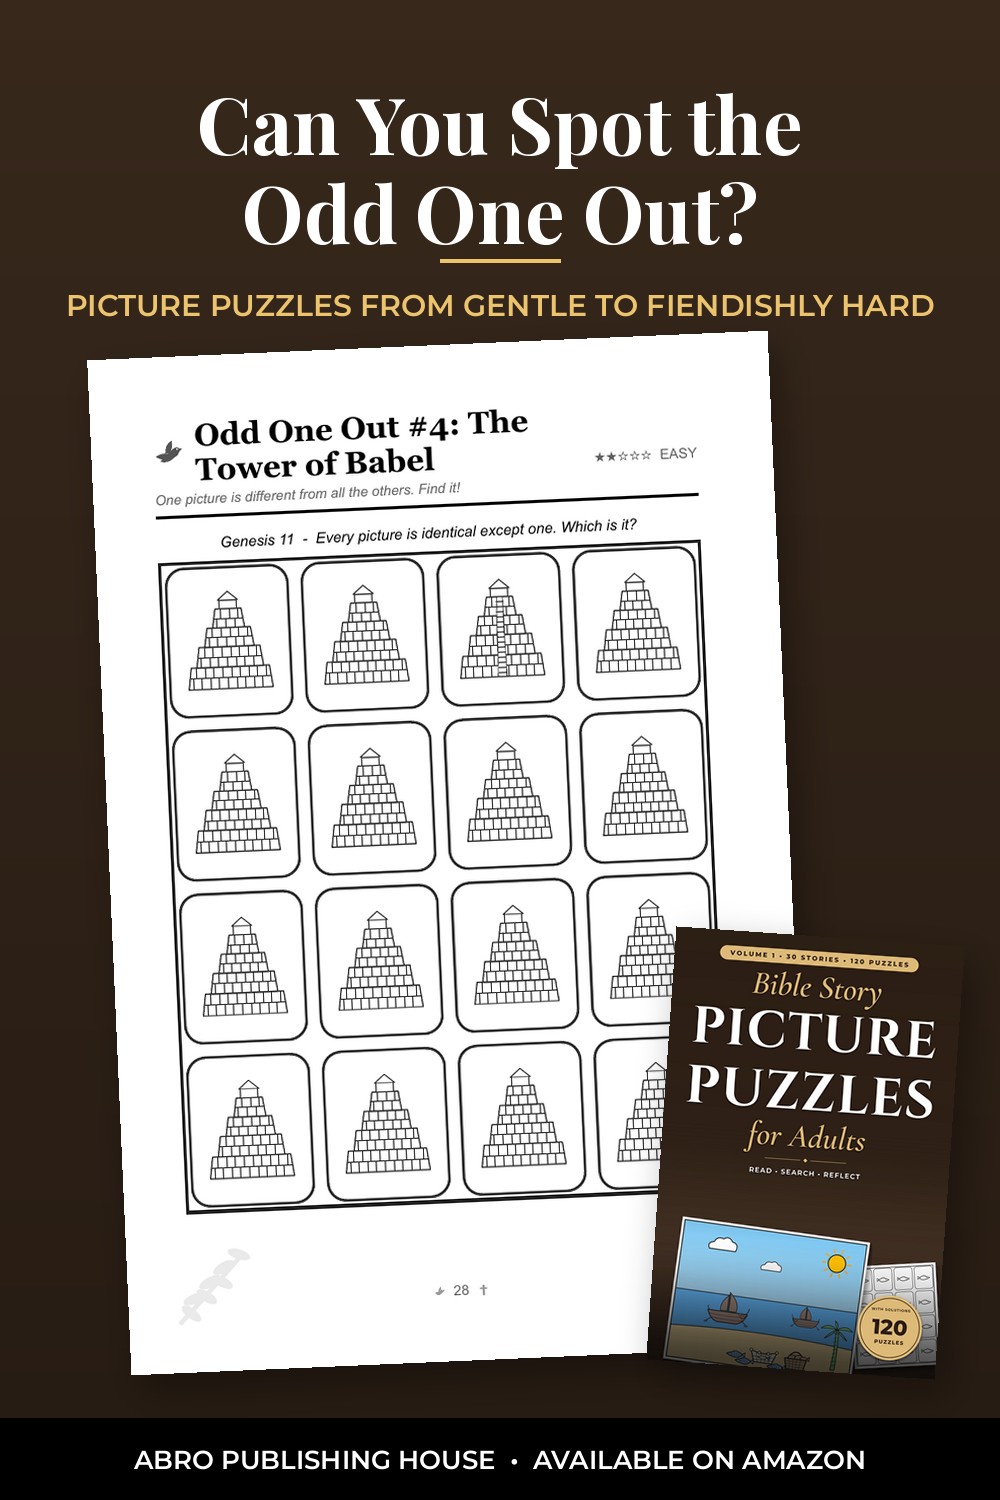 Can You Spot the
Odd One Out?
PICTURE PUZZLES FROM GENTLE TO FIENDISHLY HARD
Odd One Out #4: The
Tower of Babel
★★☆☆☆ EASY
One picture is different from all the others. Find it!
Genesis 11 - Every picture is identical except one. Which is it?
28
VOLUME 1 • 30 STORIES • 120 PUZZLES
Bible Story
PICTURE
PUZZLES
for Adults
READ • SEARCH • REFLECT
WITH SOLUTIONS
120
PUZZLES
ABRO PUBLISHING HOUSE • AVAILABLE ON AMAZON